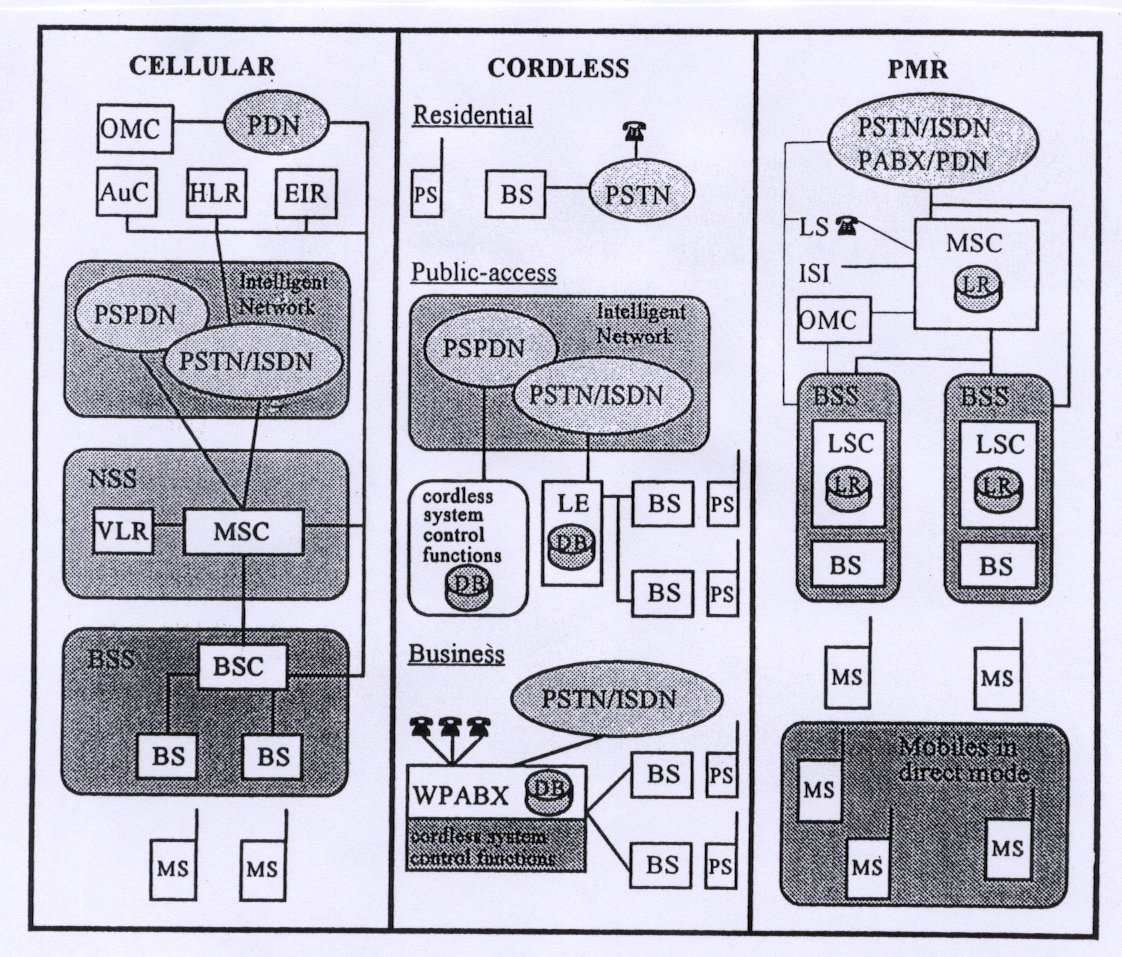 CELLULAR
OMC
PDN
AuC
HLR
EIR
Intelligent
Network
PSPDN
PSTN/ISDN
NSS
VLR
MSC
BSS
BSC
BS
BS
MS
MS
CORDLESS
Residential
PS
BS
PSTN
Public-access
Intelligent
Network
PSPDN
PSTN/ISDN
cordless
system
control
functions
DB
LE
DB
BS
PS
BS
PS
Business
PSTN/ISDN
WPABX
DB
cordless system
control functions
BS
PS
BS
PS
PMR
PSTN/ISDN
PABX/PDN
LS
MSC
LR
ISI
OMC
BSS
LSC
LR
BS
BSS
LSC
LR
BS
MS
MS
Mobiles in
direct mode
MS
MS
MS